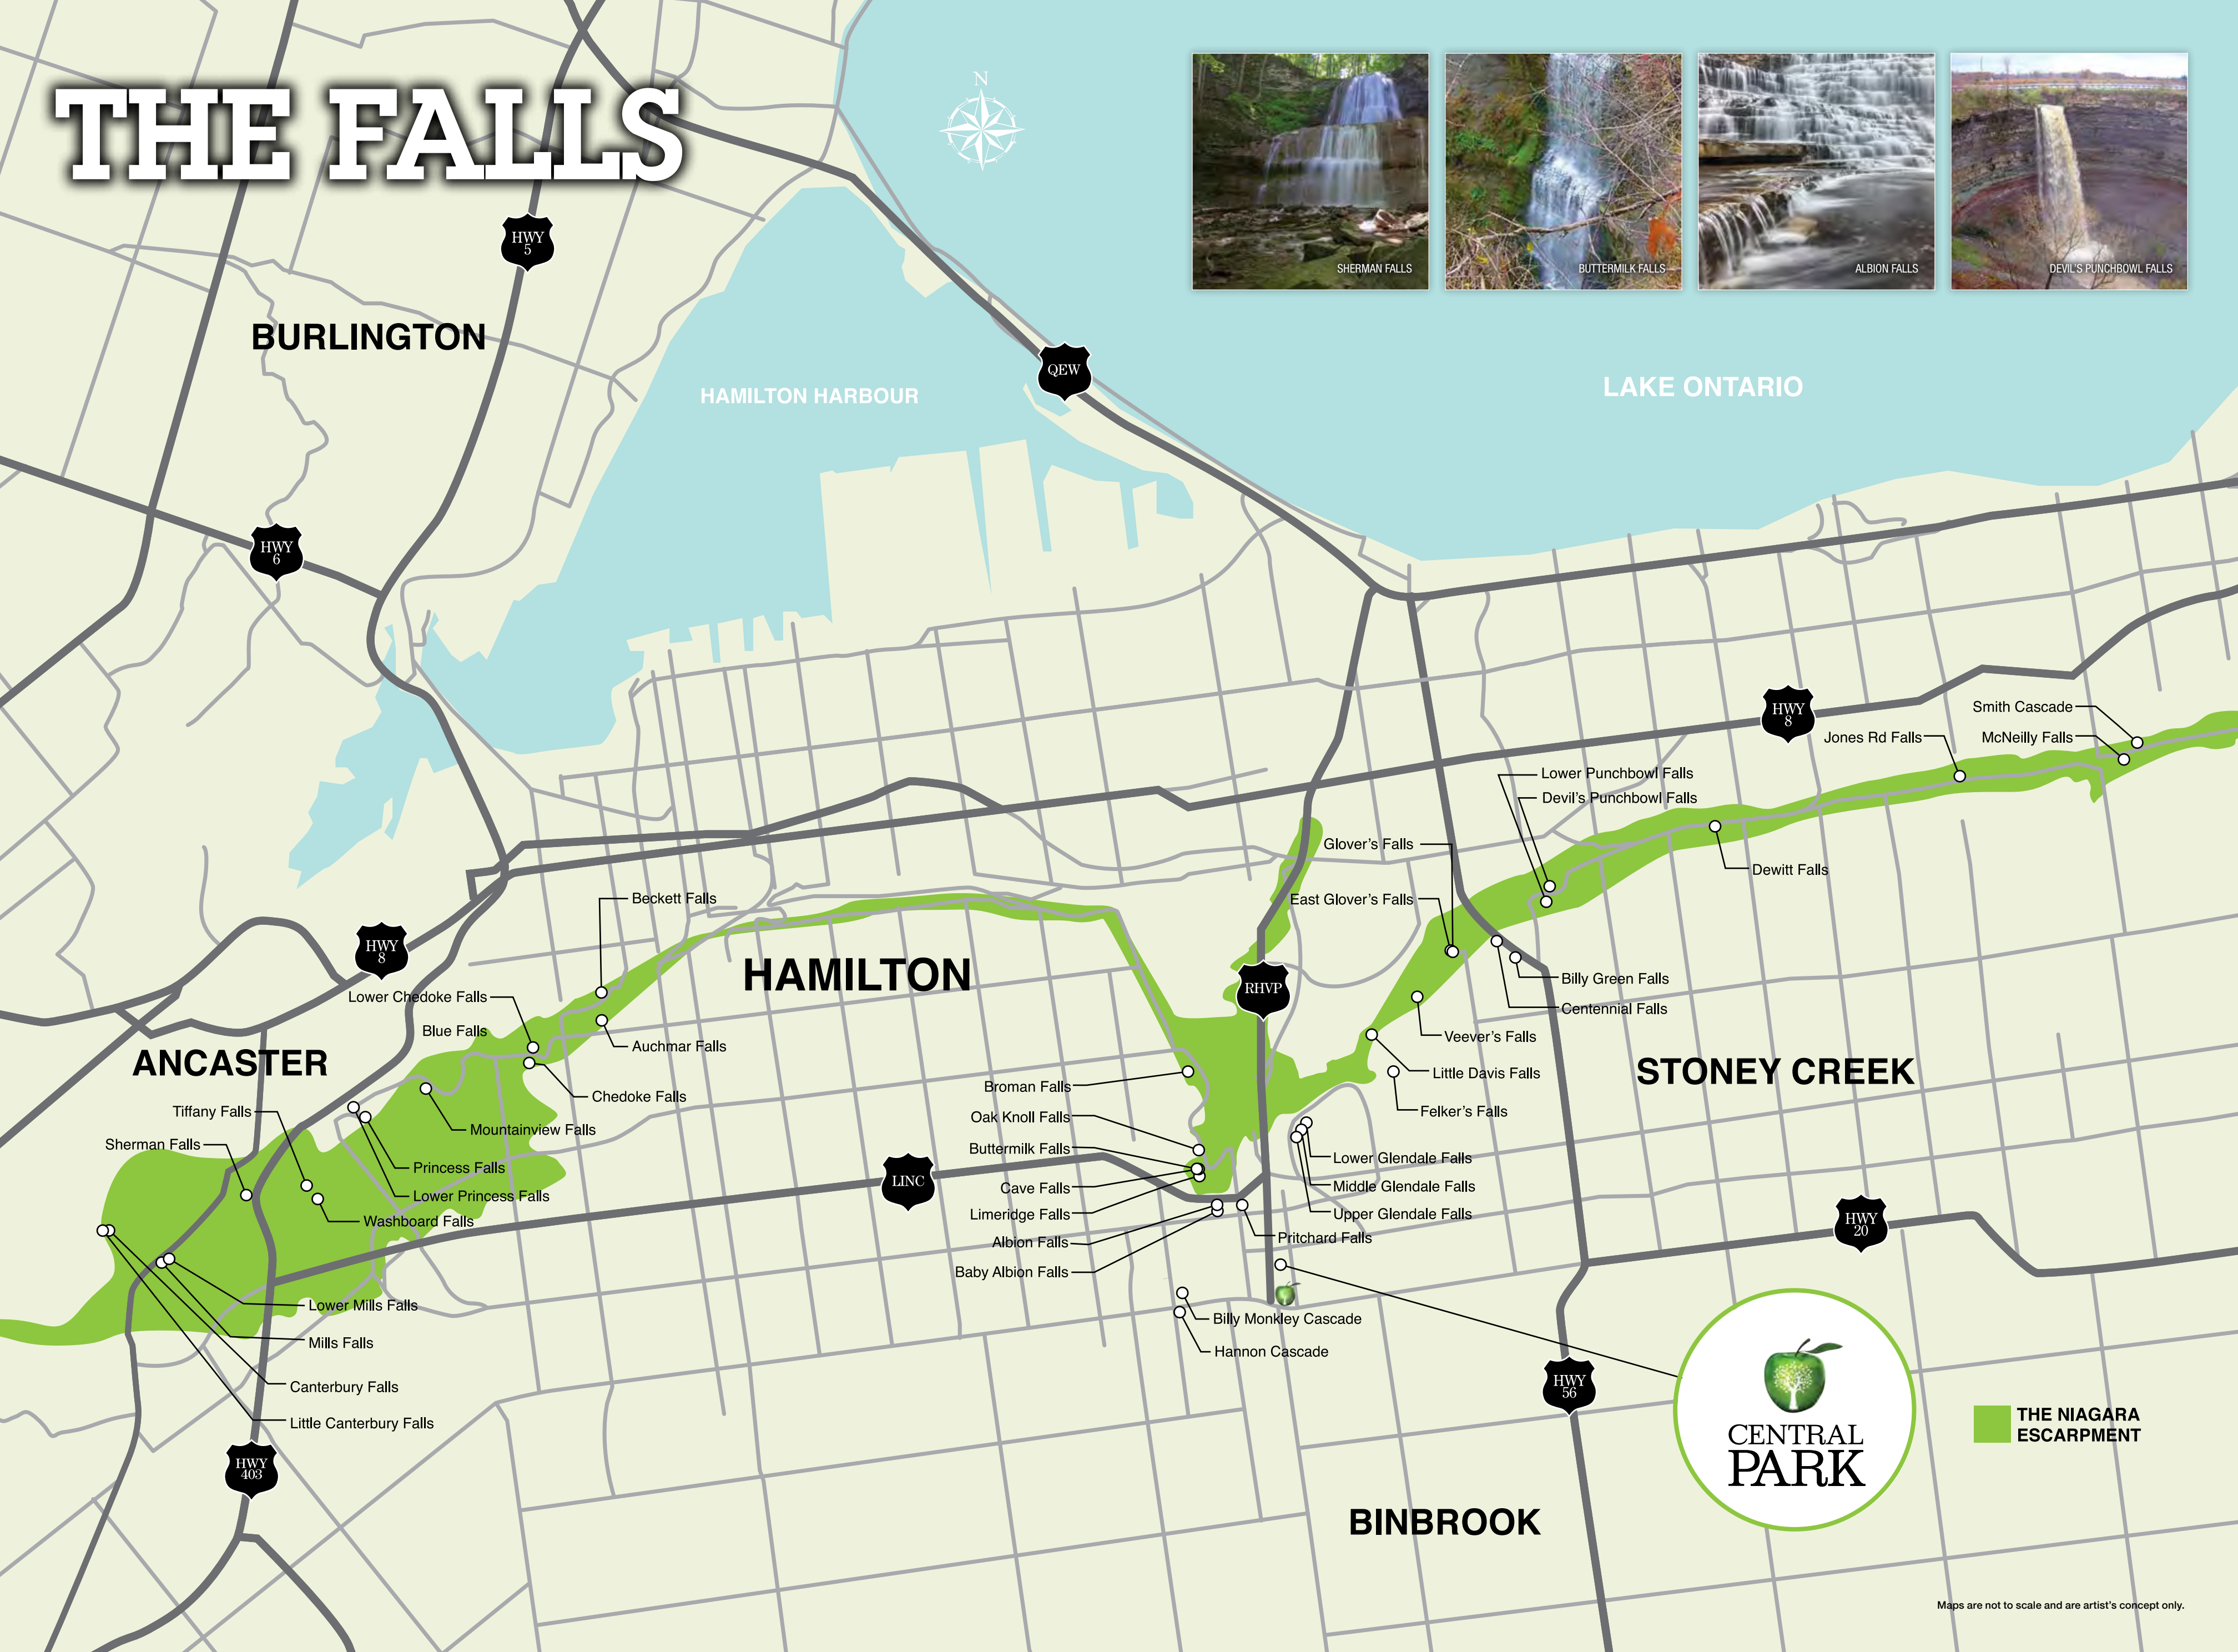 THE FALLS
N
SHERMAN FALLS
BUTTERMILK FALLS
ALBION FALLS
DEVIL'S PUNCHBOWL FALLS
HWY
5
BURLINGTON
QEW
HAMILTON HARBOUR
LAKE ONTARIO
HWY
6
HWY
8
Smith Cascade
Jones Rd Falls
McNeilly Falls
Lower Punchbowl Falls
Devil's Punchbowl Falls
Glover's Falls
Dewitt Falls
East Glover's Falls
Beckett Falls
HWY
8
HAMILTON
RHVP
Billy Green Falls
Lower Chedoke Falls
Centennial Falls
Blue Falls
Veever's Falls
Auchmar Falls
ANCASTER
STONEY CREEK
Little Davis Falls
Broman Falls
Chedoke Falls
Tiffany Falls
Felker's Falls
Oak Knoll Falls
Mountainview Falls
Sherman Falls
Buttermilk Falls
Lower Glendale Falls
Princess Falls
LINC
Cave Falls
Middle Glendale Falls
Lower Princess Falls
Limeridge Falls
Upper Glendale Falls
Washboard Falls
HWY
20
Pritchard Falls
Albion Falls
Baby Albion Falls
Lower Mills Falls
Billy Monkley Cascade
Mills Falls
Hannon Cascade
Canterbury Falls
HWY
56
Little Canterbury Falls
CENTRAL
PARK
THE NIAGARA
ESCARPMENT
HWY
403
BINBROOK
Maps are not to scale and are artist's concept only.